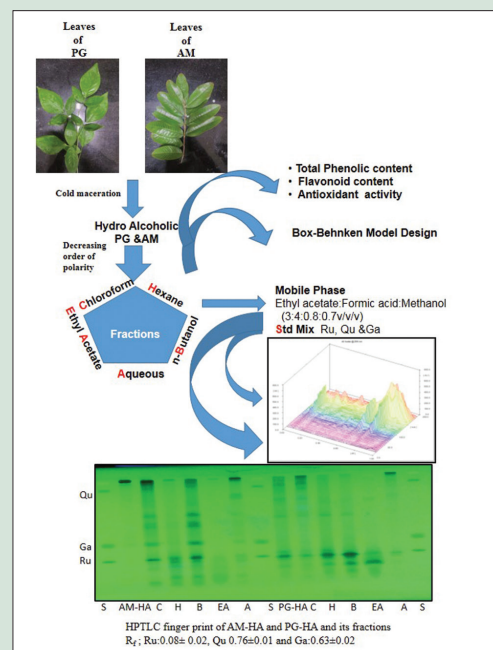 Leaves
of
PG
Leaves
of
AM
Cold maceration
Hydro Alcoholic
PG &AM
Decreasing
order of
polarity
Chloroform
Hexane
Ethyl Acetate
n-Butanol
Fractions
Aqueous
• Total Phenolic content
• Flavonoid content
• Antioxidant activity
Box-Behnken Model Design
Mobile Phase
Ethyl acetate:Formic acid:Methanol
(3:4:0.8:0.7v/v/v)
Std Mix Ru, Qu &Ga
Qu
Ga
Ru
S AM-HA C H B EA A S PG-HA C H B EA A S
HPTLC finger print of AM-HA and PG-HA and its fractions
Rf ; Ru:0.08± 0.02, Qu 0.76±0.01 and Ga:0.63±0.02